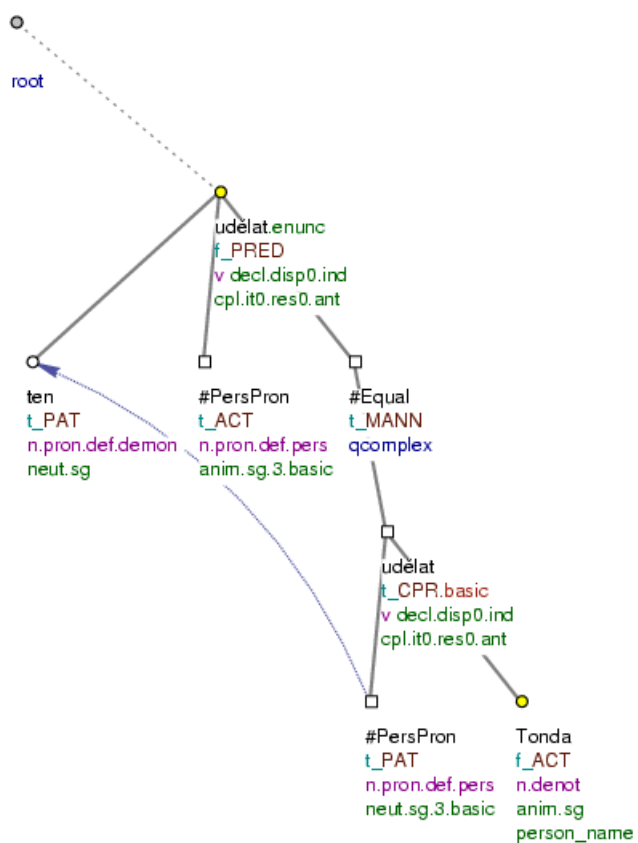 root
udělat.enunc
f_PRED
v decl.disp0.ind
cpl.it0.res0.ant
ten
t_PAT
n.pron.def.demon
neut.sg
#PersPron
t_ACT
n.pron.def.pers
anim.sg.3.basic
#Equal
t_MANN
qcomplex
udělat
t_CPR.basic
v decl.disp0.ind
cpl.it0.res0.ant
#PersPron
t_PAT
n.pron.def.pers
neut.sg.3.basic
Tonda
f_ACT
n.denot
anim.sg
person_name